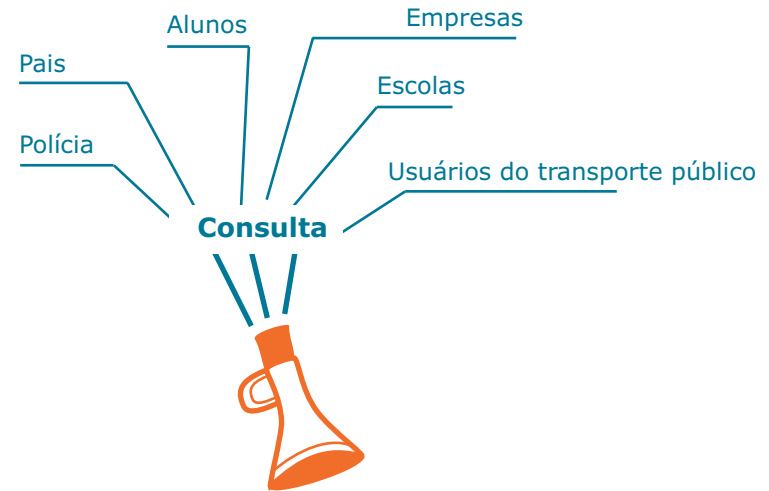 Empresas
Alunos
Pais
Escolas
Polícia
Usuários do transporte público
Consulta